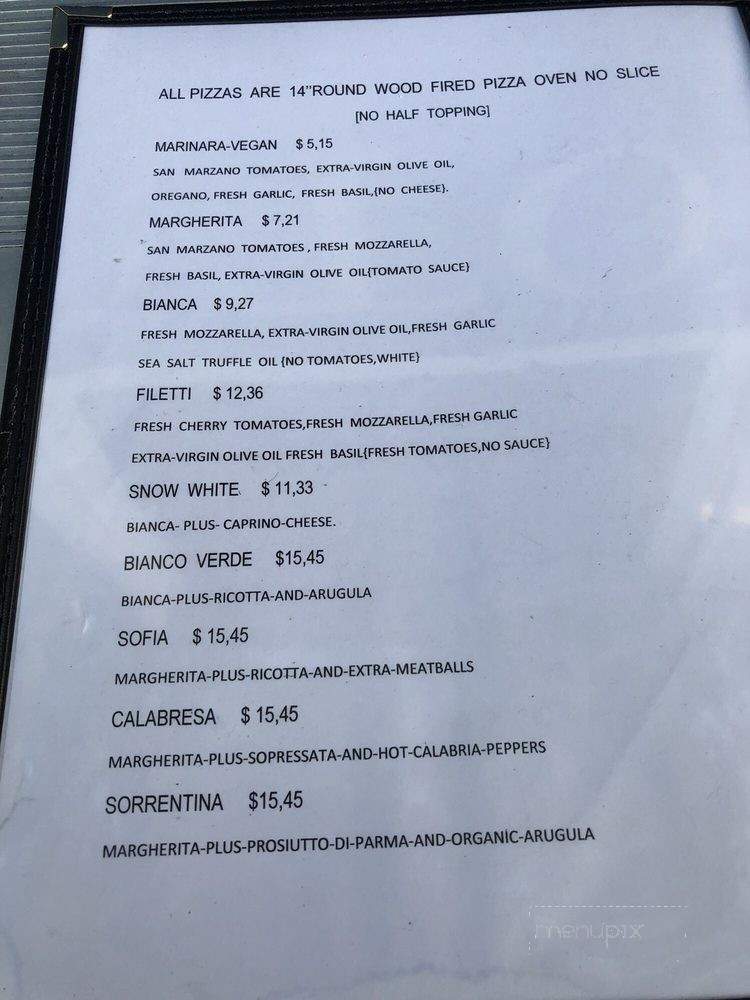 ALL PIZZAS ARE 14"ROUND WOOD FIRED PIZZA OVEN NO SLICE
[NO HALF TOPPING]
MARINARA-VEGAN $ 5,15
SAN MARZANO TOMATOES, EXTRA-VIRGIN OLIVE OIL,
OREGANO, FRESH GARLIC, FRESH BASIL,{NO CHEESE}.
MARGHERITA $ 7,21
SAN MARZANO TOMATOES , FRESH MOZZARELLA,
FRESH BASIL, EXTRA-VIRGIN OLIVE OIL{TOMATO SAUCE}
BIANCA $ 9,27
FRESH MOZZARELLA, EXTRA-VIRGIN OLIVE OIL,FRESH GARLIC
SEA SALT TRUFFLE OIL {NO TOMATOES,WHITE}
FILETTI $ 12,36
FRESH CHERRY TOMATOES,FRESH MOZZARELLA,FRESH GARLIC
EXTRA-VIRGIN OLIVE OIL FRESH BASIL{FRESH TOMATOES,NO SAUCE}
SNOW WHITE $ 11,33
BIANCA- PLUS- CAPRINO-CHEESE.
BIANCO VERDE $15,45
BIANCA-PLUS-RICOTTA-AND-ARUGULA
SOFIA $ 15,45
MARGHERITA-PLUS-RICOTTA-AND-EXTRA-MEATBALLS
CALABRESA $ 15,45
MARGHERITA-PLUS-SOPRESSATA-AND-HOT-CALABRIA-PEPPERS
SORRENTINA $15,45
MARGHERITA-PLUS-PROSIUTTO-DI-PARMA-AND-ORGANIC-ARUGULA
menupix